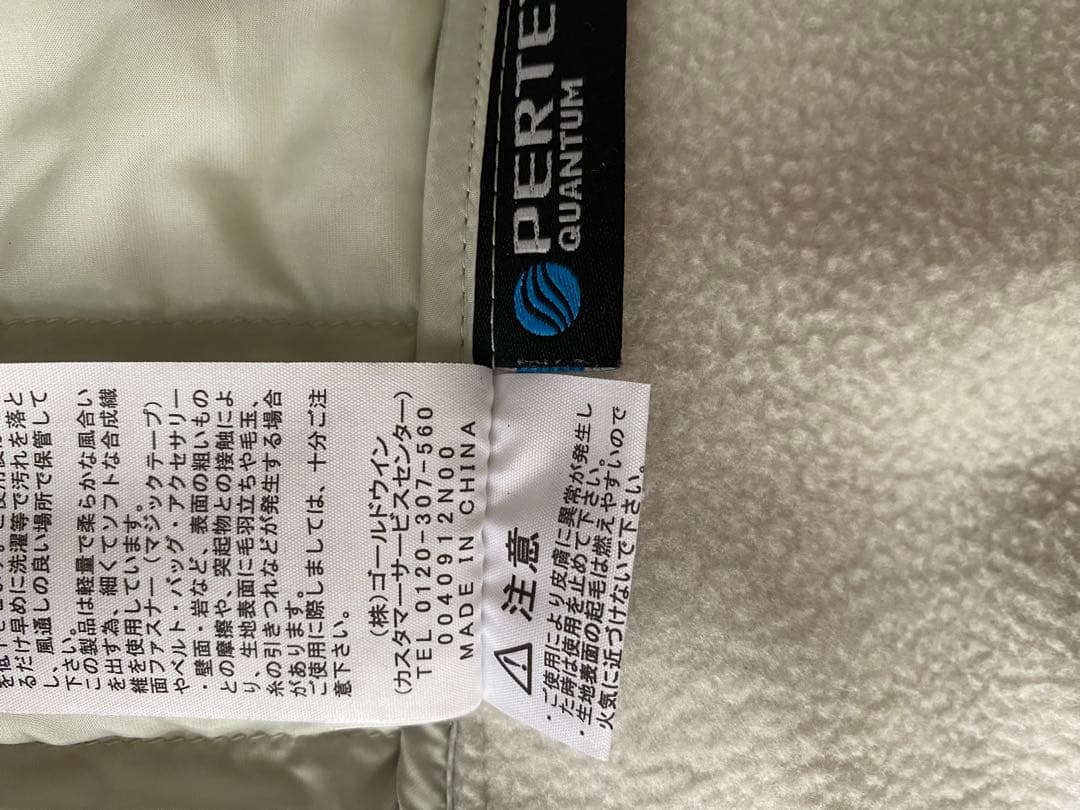 PERTE
QUANTUM
るだけ早めに洗濯等で汚れを落と
し、風通しの良い場所で保管して
下さい。
この製品は軽量で柔らかな風合い
を出す為、細くてソフトな合成繊
維を使用しています。
面ファスナー(マジックテープ)
やベルト・バッグ・アクセサリー
・壁面・岩など、表面の粗いもの
との摩擦や、突起物との接触によ
り、生地表面に毛羽立ちや毛玉、
糸の引きつれなどが発生する場合
があります。
ご使用に際しましては、十分ご注
意下さい。
(株)ゴールドウイン
(カスタマーサービスセンター)
TEL 0120-307-560
0040912N00
MADE IN CHINA
注意
・ご使用により皮膚に異常が発生し
た時は使用を止めて下さい。
・生地表面の起毛は燃えやすいので
火気に近づけないで下さい。